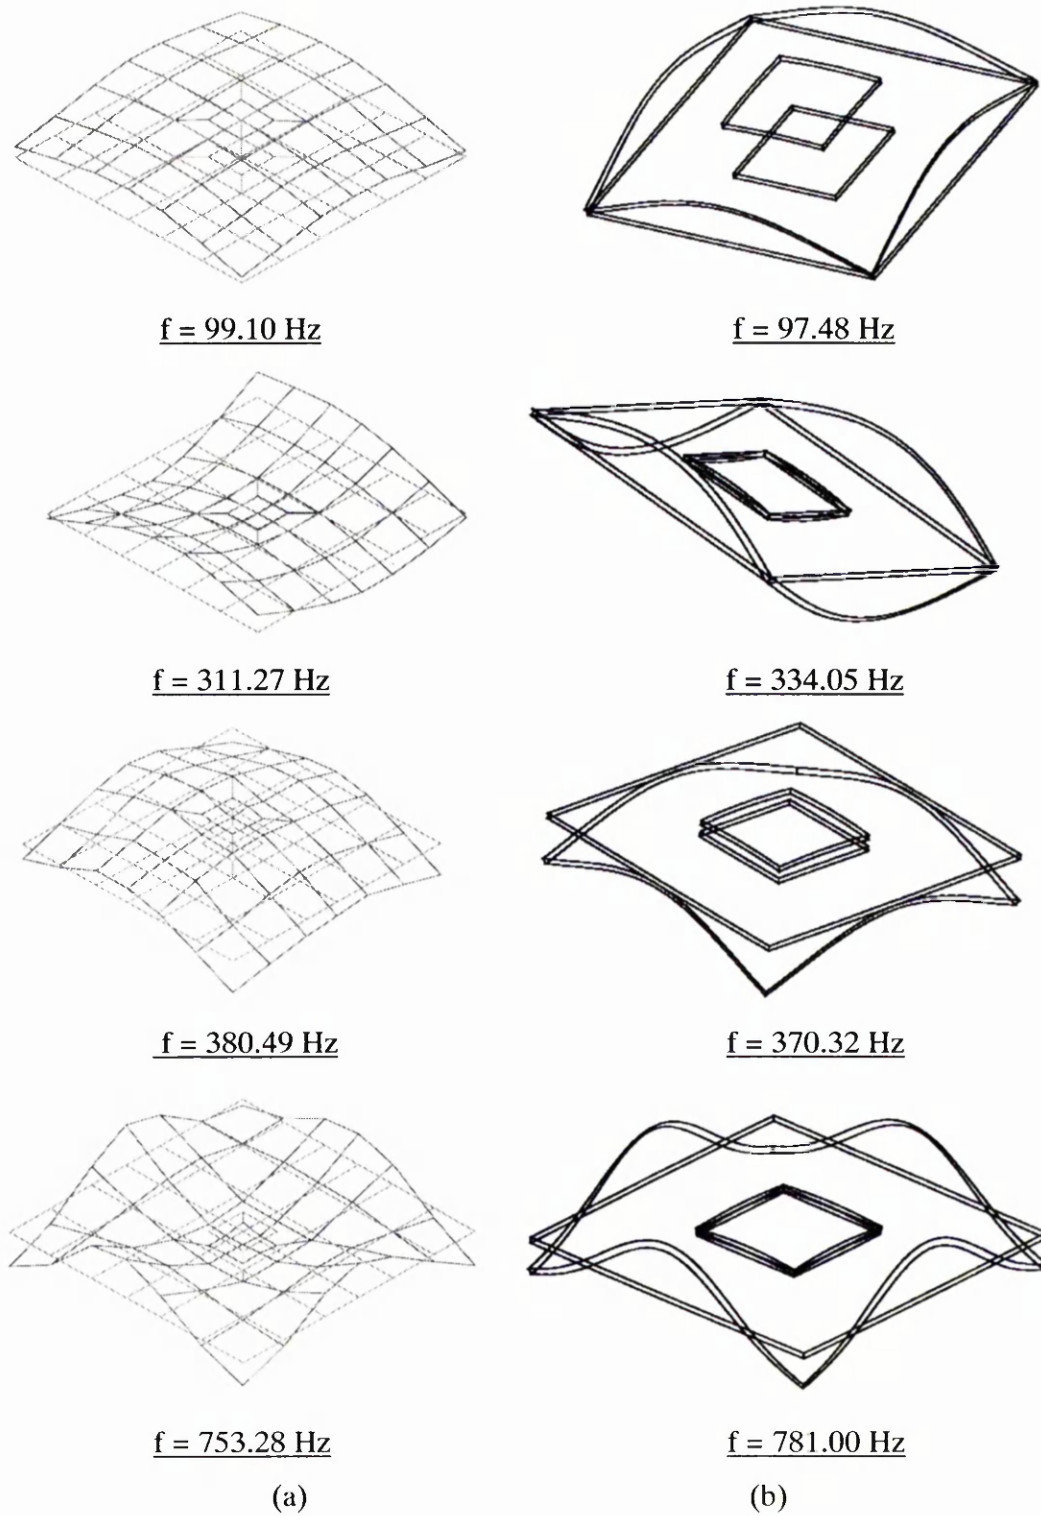 f = 99.10 Hz
f = 97.48 Hz
f = 311.27 Hz
f = 334.05 Hz
f = 380.49 Hz
f = 370.32 Hz
f = 753.28 Hz
f = 781.00 Hz
(a)
(b)